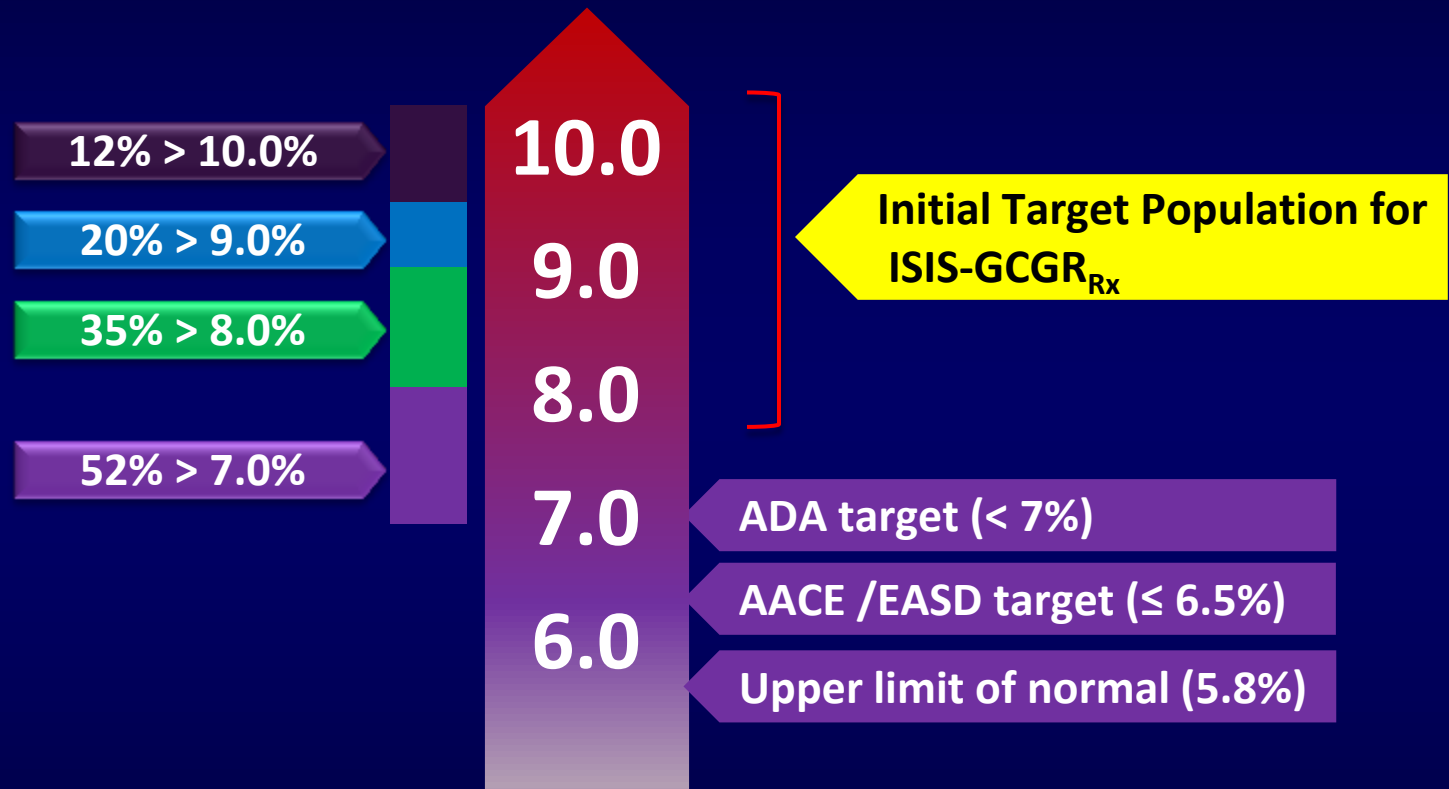 12% > 10.0%
20% > 9.0%
35% > 8.0%
52% > 7.0%
10.0
9.0
8.0
7.0
6.0
Initial Target Population for
ISIS-GCGRRx
ADA target (< 7%)
AACE /EASD target (≤ 6.5%)
Upper limit of normal (5.8%)